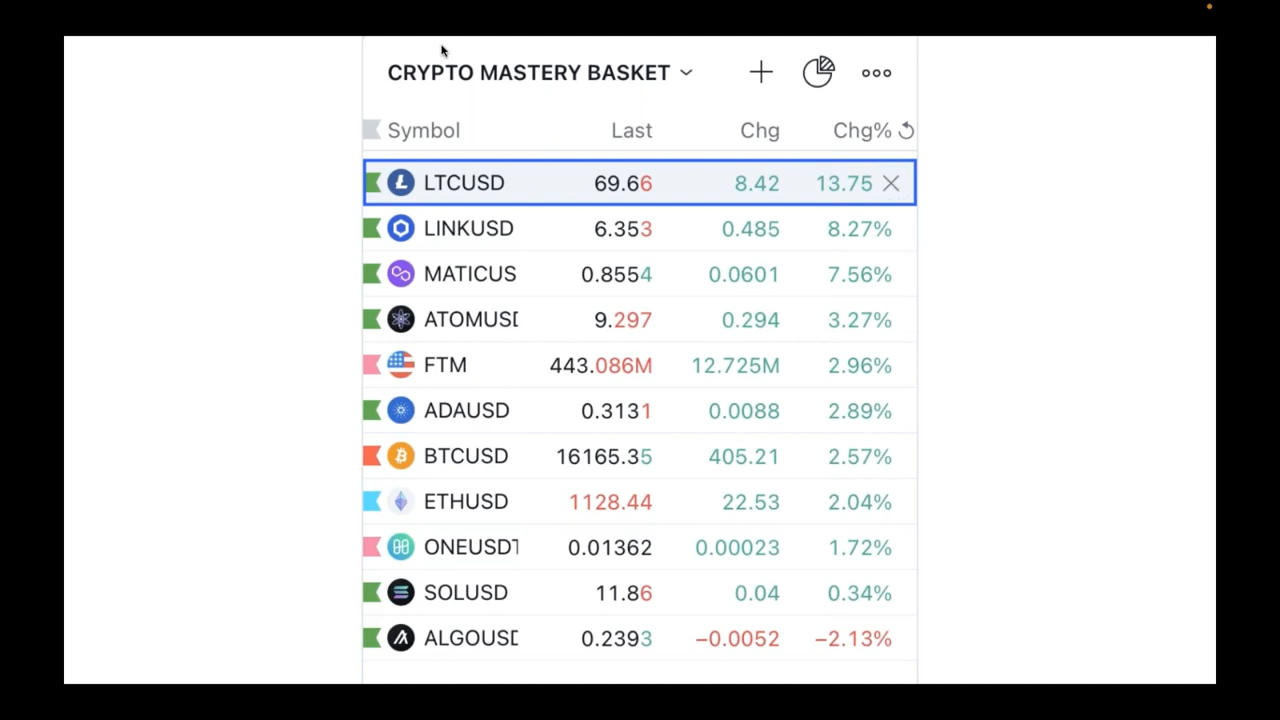 CRYPTO MASTERY BASKET
Symbol Last Chg Chg%
LTCUSD 69.66 8.42 13.75
LINKUSD 6.353 0.485 8.27%
MATICUS 0.8554 0.0601 7.56%
ATOMUSD 9.297 0.294 3.27%
FTM 443.086M 12.725M 2.96%
ADAUSD 0.3131 0.0088 2.89%
BTCUSD 16165.35 405.21 2.57%
ETHUSD 1128.44 22.53 2.04%
ONEUSDT 0.01362 0.00023 1.72%
SOLUSD 11.86 0.04 0.34%
ALGOUSD 0.2393 −0.0052 −2.13%